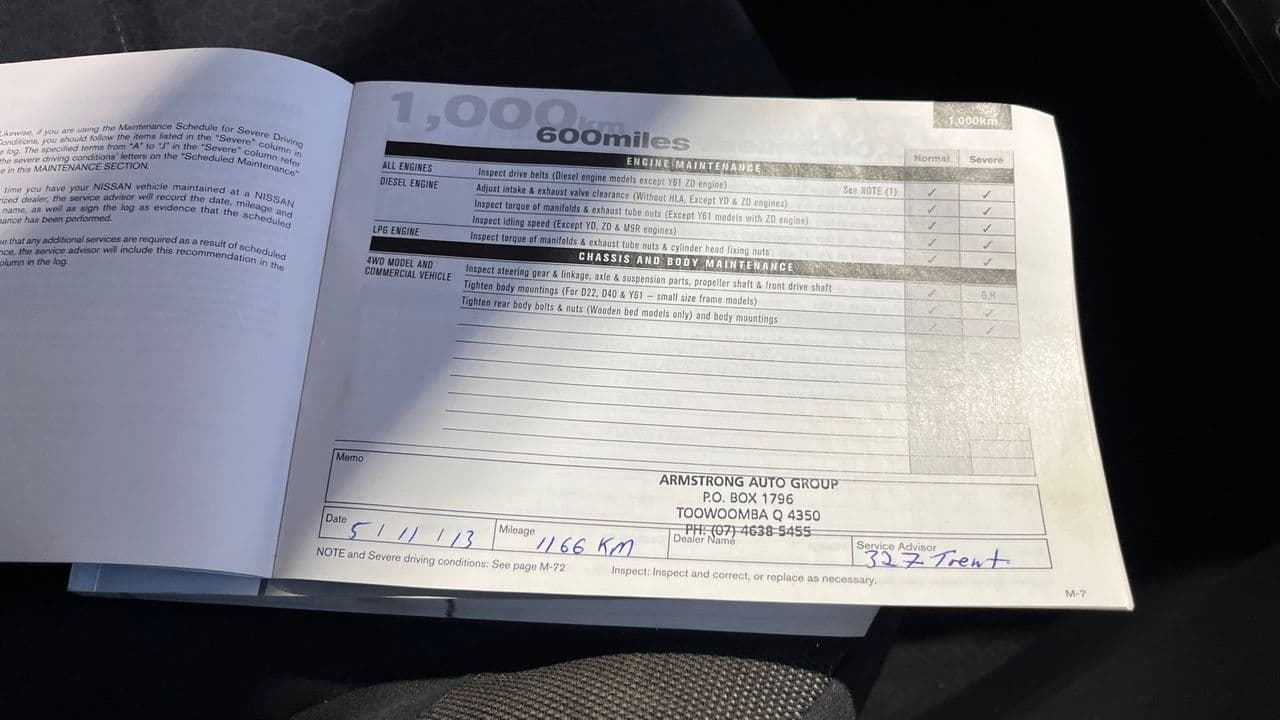 Likewise, if you are using the Maintenance Schedule for Severe Driving
Conditions, you should follow the items listed in the "Severe" column in
log. The specified terms from "A" to "J" in the "Severe" column refer
the severe driving conditions' letters on the "Scheduled Maintenance"
in this MAINTENANCE SECTION.
time you have your NISSAN vehicle maintained at a NISSAN
dealer, the service advisor will record the date, mileage and
name, as well as sign the log as evidence that the scheduled
has been performed.
that any additional services are required as a result of scheduled
the service advisor will include this recommendation in the
in the log.
1,000km
600miles
1,000km
ENGINE MAINTENANCE
Normal Severe
ALL ENGINES Inspect drive belts (Diesel engine models except Y61 ZD engine) See NOTE (1) ✓ ✓
DIESEL ENGINE Adjust intake & exhaust valve clearance (Without HLA, Except YD & ZD engines) ✓ ✓
Inspect torque of manifolds & exhaust tube nuts (Except Y61 models with ZD engine) ✓ ✓
Inspect idling speed (Except YD, ZD & M9R engines) ✓ ✓
LPG ENGINE Inspect torque of manifolds & exhaust tube nuts & cylinder head fixing nuts ✓ ✓
CHASSIS AND BODY MAINTENANCE
4WD MODEL AND Inspect steering gear & linkage, axle & suspension parts, propeller shaft & front drive shaft ✓ G,H
COMMERCIAL VEHICLE Tighten body mountings (For D22, D40 & Y61 – small size frame models) ✓ ✓
Tighten rear body bolts & nuts (Wooden bed models only) and body mountings ✓ ✓
Memo
ARMSTRONG AUTO GROUP
P.O. BOX 1796
TOOWOOMBA Q 4350
PH: (07) 4638 5455
Date 5/11/13 Mileage 1166 KM Dealer Name Service Advisor 327 Trent
NOTE and Severe driving conditions: See page M-72 Inspect: Inspect and correct, or replace as necessary.
M-7